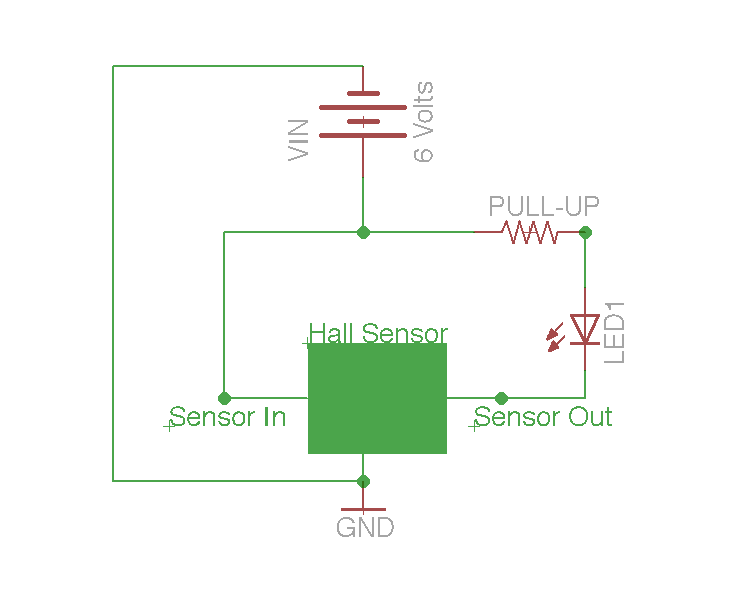 VIN
6 Volts
PULL-UP
LED1
Hall Sensor
Sensor In
Sensor Out
GND